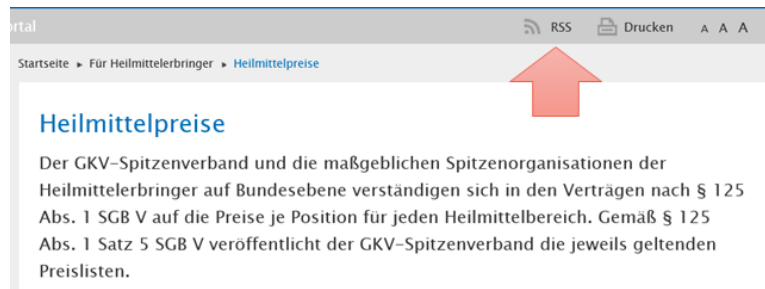 rtal
RSS Drucken A A A
Startseite ▸ Für Heilmittelerbringer ▸ Heilmittelpreise
Heilmittelpreise
Der GKV-Spitzenverband und die maßgeblichen Spitzenorganisationen der
Heilmittelerbringer auf Bundesebene verständigen sich in den Verträgen nach § 125
Abs. 1 SGB V auf die Preise je Position für jeden Heilmittelbereich. Gemäß § 125
Abs. 1 Satz 5 SGB V veröffentlicht der GKV-Spitzenverband die jeweils geltenden
Preislisten.